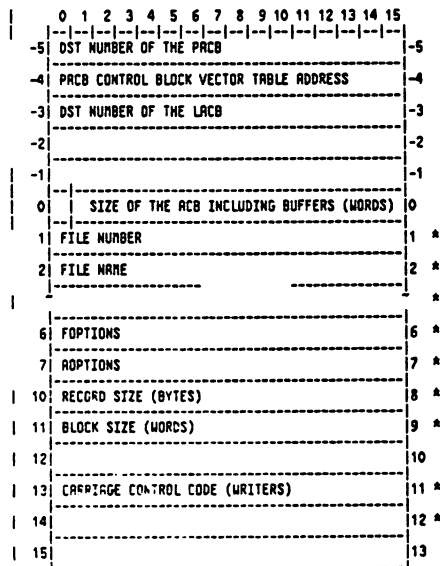 0 1 2 3 4 5 6 7 8 9 10 11 12 13 14 15
-5 DST NUMBER OF THE PACB -5
-4 PACB CONTROL BLOCK VECTOR TABLE ADDRESS -4
-3 DST NUMBER OF THE LACB -3
-2 -2
-1 -1
0 SIZE OF THE ACB INCLUDING BUFFERS (WORDS) 0
1 FILE NUMBER 1 *
2 FILE NAME 2 *
*
6 FOPTIONS 6 *
7 AOPTIONS 7 *
10 RECORD SIZE (BYTES) 8 *
11 BLOCK SIZE (WORDS) 9 *
12 10
13 CARRIAGE CONTROL CODE (WRITERS) 11 *
14 12 *
15 13